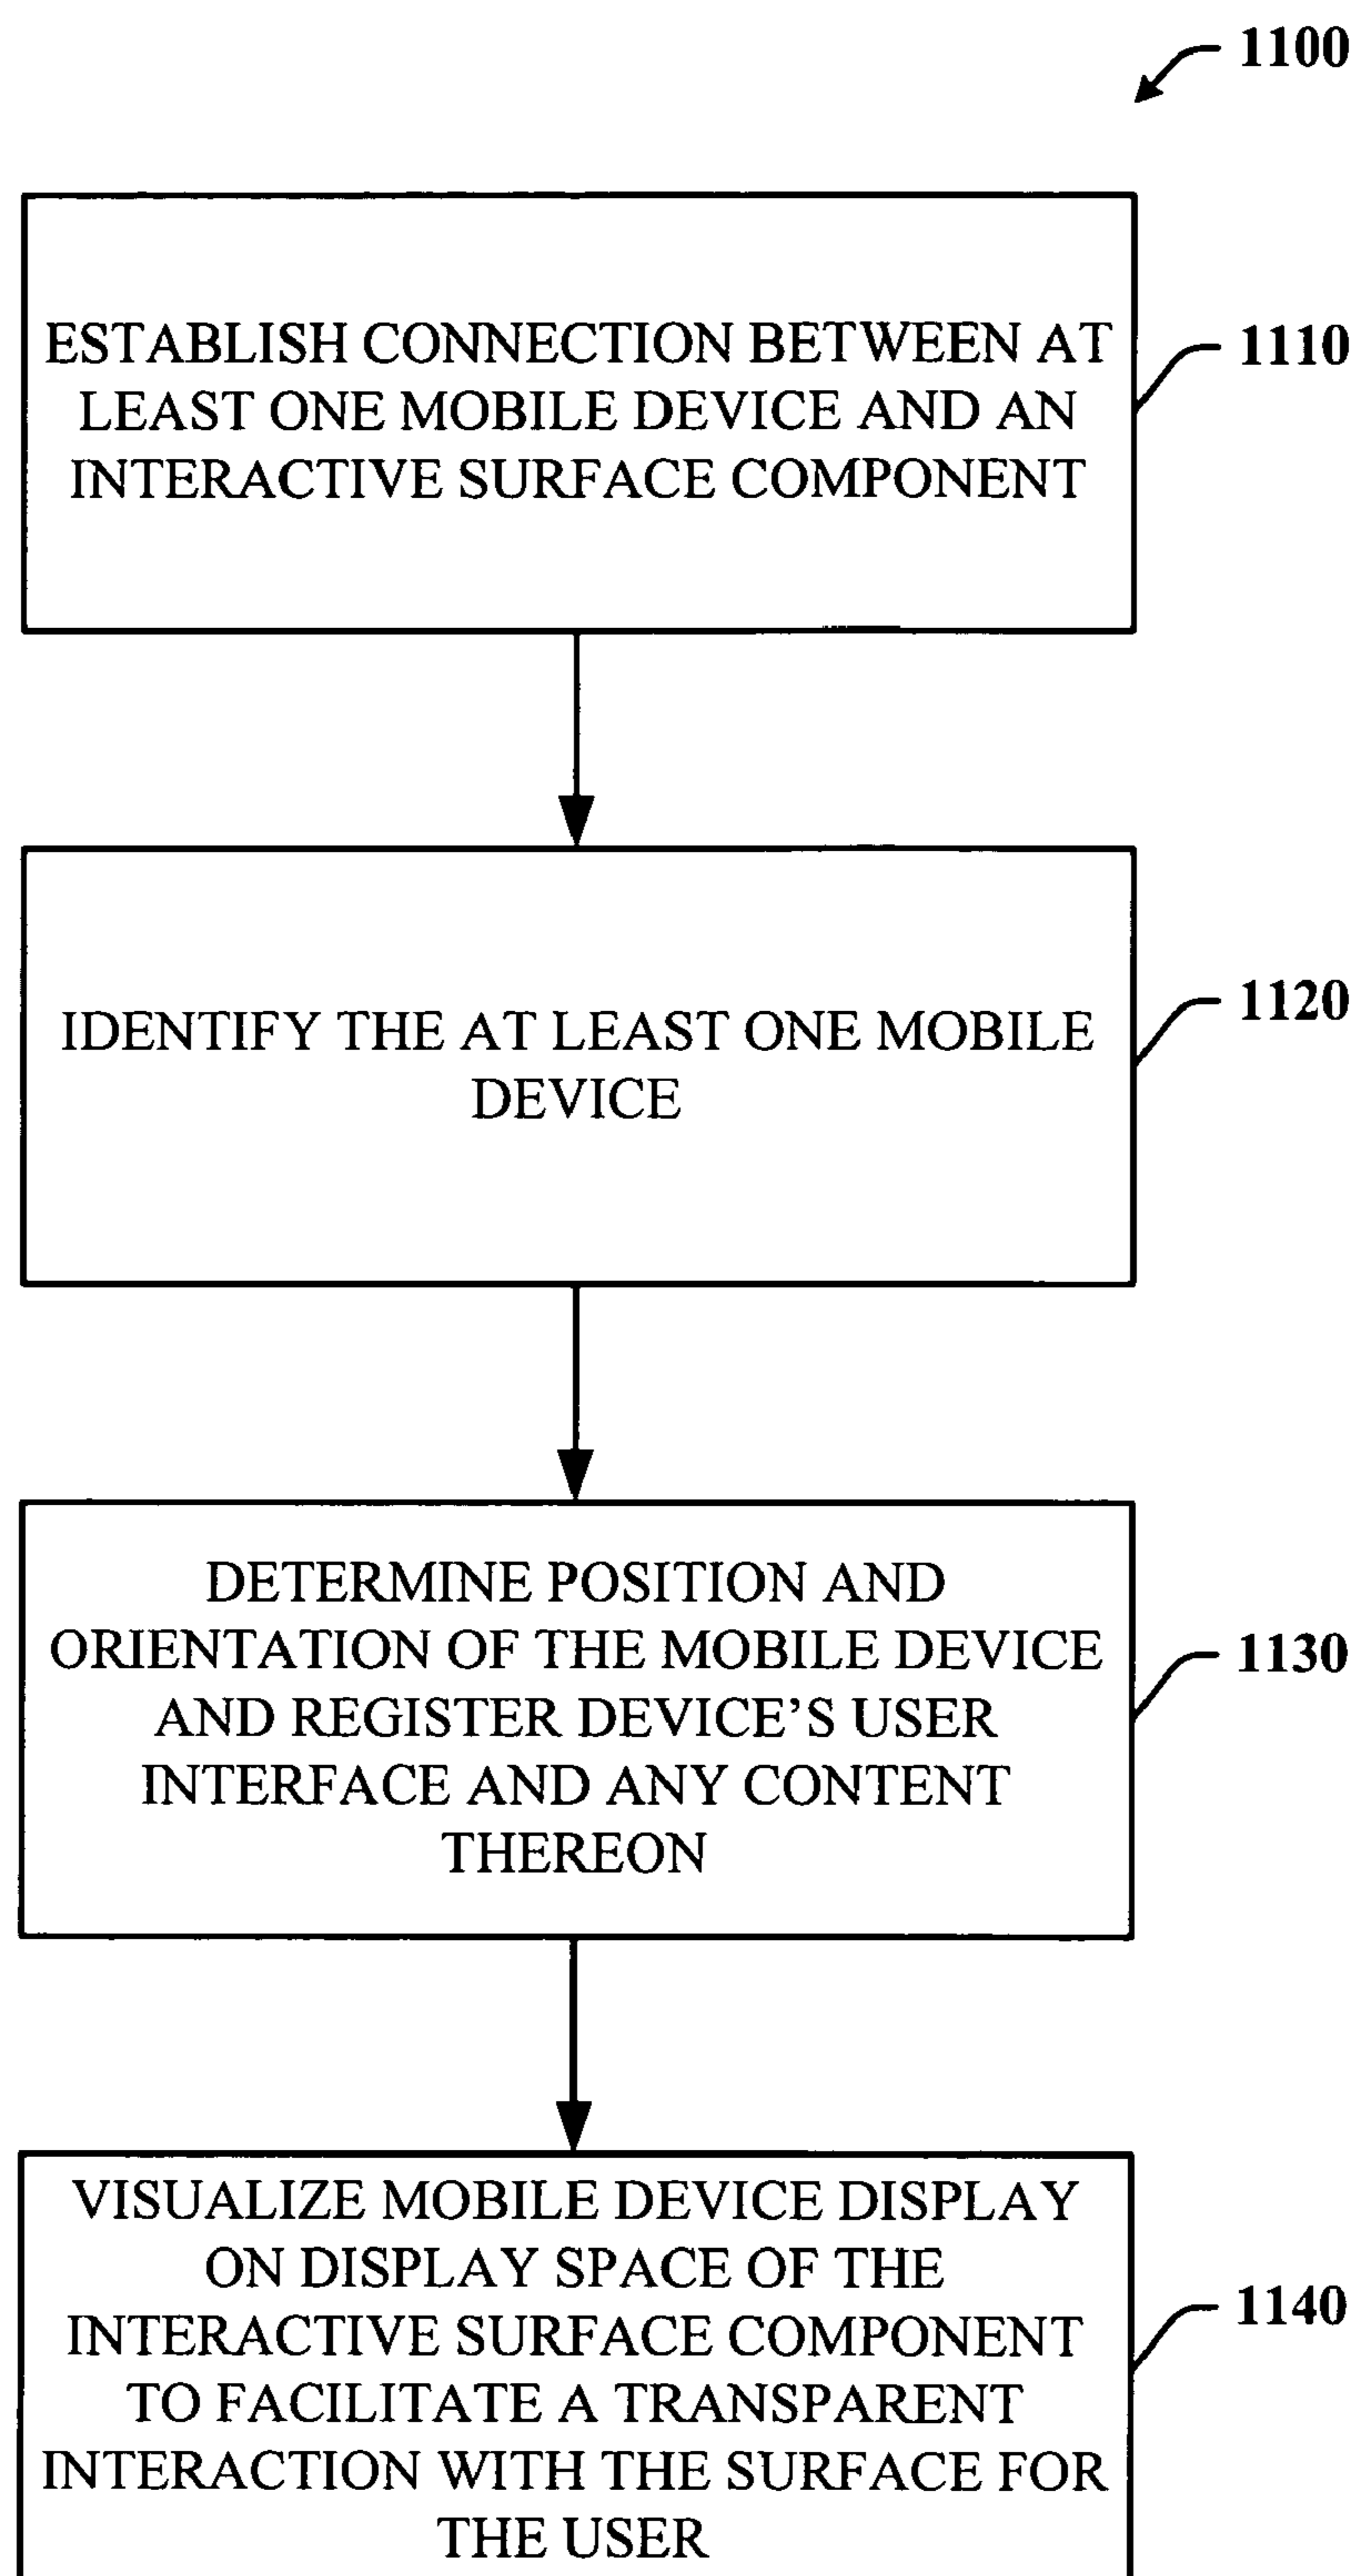 1100
ESTABLISH CONNECTION BETWEEN AT
LEAST ONE MOBILE DEVICE AND AN
INTERACTIVE SURFACE COMPONENT
1110
IDENTIFY THE AT LEAST ONE MOBILE
DEVICE
1120
DETERMINE POSITION AND
ORIENTATION OF THE MOBILE DEVICE
AND REGISTER DEVICE’S USER
INTERFACE AND ANY CONTENT
THEREON
1130
VISUALIZE MOBILE DEVICE DISPLAY
ON DISPLAY SPACE OF THE
INTERACTIVE SURFACE COMPONENT
TO FACILITATE A TRANSPARENT
INTERACTION WITH THE SURFACE FOR
THE USER
1140